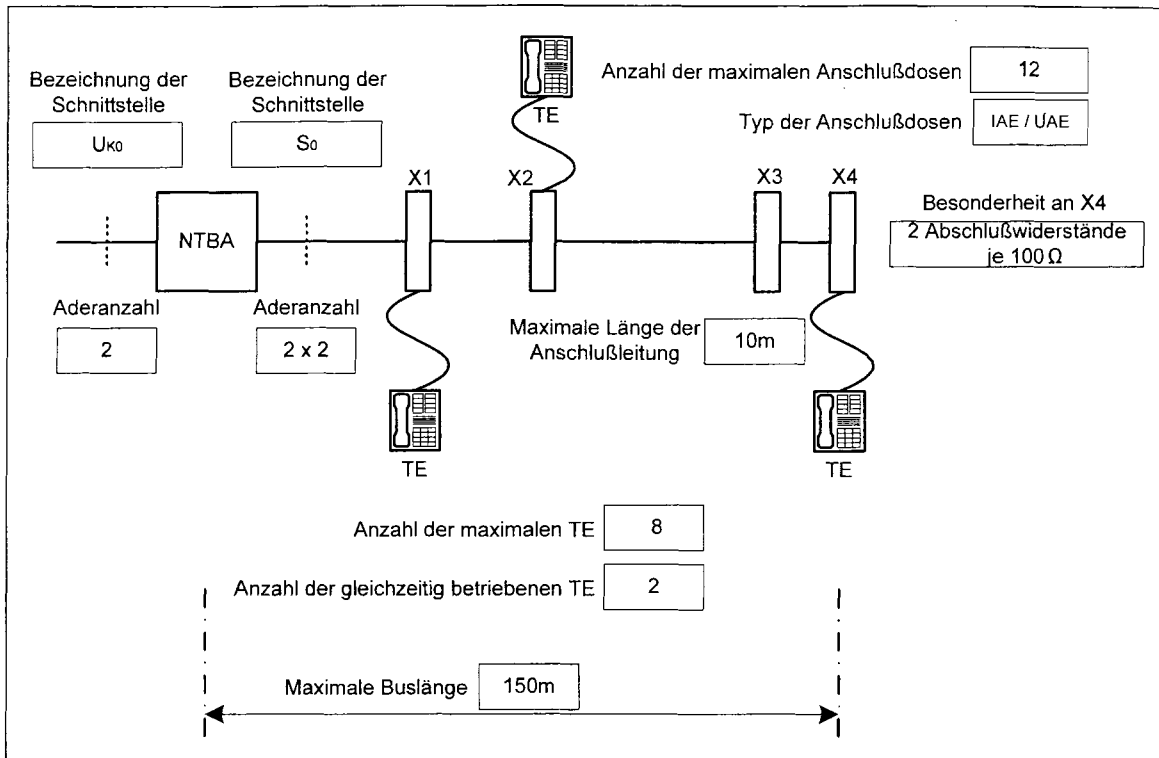 Bezeichnung der
Schnittstelle
UK0
Bezeichnung der
Schnittstelle
S0
TE
Anzahl der maximalen Anschlußdosen
12
Typ der Anschlußdosen
IAE / UAE
X1
X2
X3
X4
NTBA
Besonderheit an X4
2 Abschlußwiderstände
je 100 Ω
Aderanzahl
2
Aderanzahl
2 x 2
Maximale Länge der
Anschlußleitung
10m
TE
TE
Anzahl der maximalen TE
8
Anzahl der gleichzeitig betriebenen TE
2
Maximale Buslänge
150m